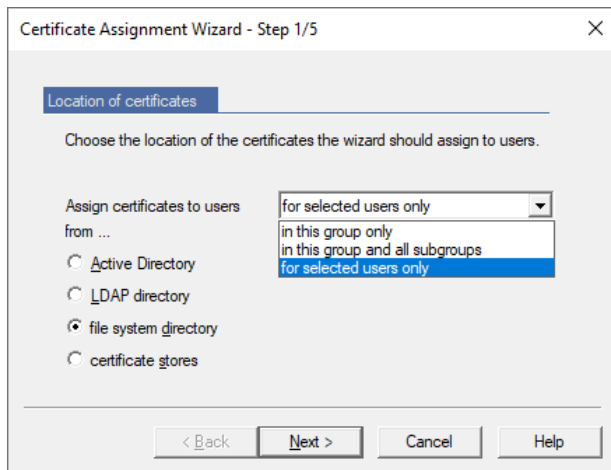 Certificate Assignment Wizard - Step 1/5
Location of certificates
Choose the location of the certificates the wizard should assign to users.
Assign certificates to users
for selected users only
from ...
in this group only
in this group and all subgroups
for selected users only
Active Directory
LDAP directory
file system directory
certificate stores
< Back
Next >
Cancel
Help